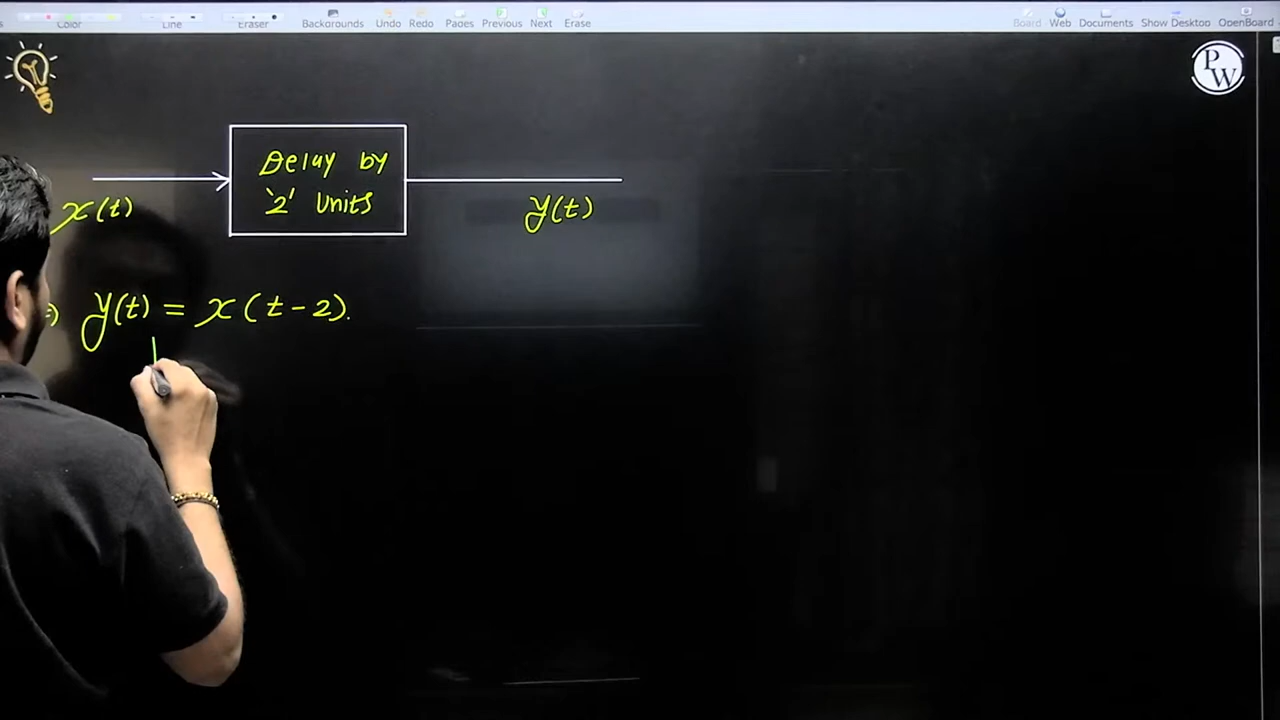 Color Line Eraser Backgrounds Undo Redo Pages Previous Next Erase Board Web Documents Show Desktop OpenBoard
PW
Delay by
'2' Units
x(t)
y(t)
⇒ y(t) = x(t-2).